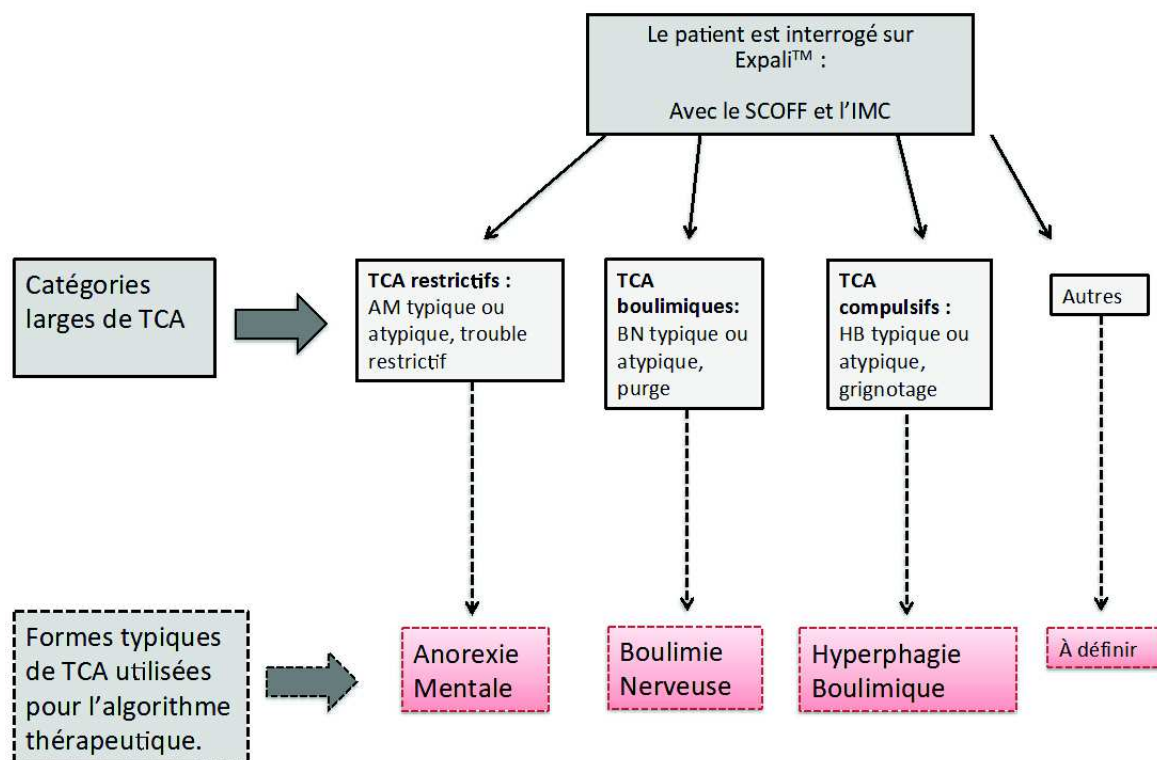 Le patient est interrogé sur
Expali™ :
Avec le SCOFF et l’IMC
Catégories
larges de TCA
TCA restrictifs :
AM typique ou
atypique, trouble
restrictif
TCA
boulimiques:
BN typique ou
atypique,
purge
TCA
compulsifs :
HB typique ou
atypique,
grignotage
Autres
Formes typiques
de TCA utilisées
pour l’algorithme
thérapeutique.
Anorexie
Mentale
Boulimie
Nerveuse
Hyperphagie
Boulimique
À définir